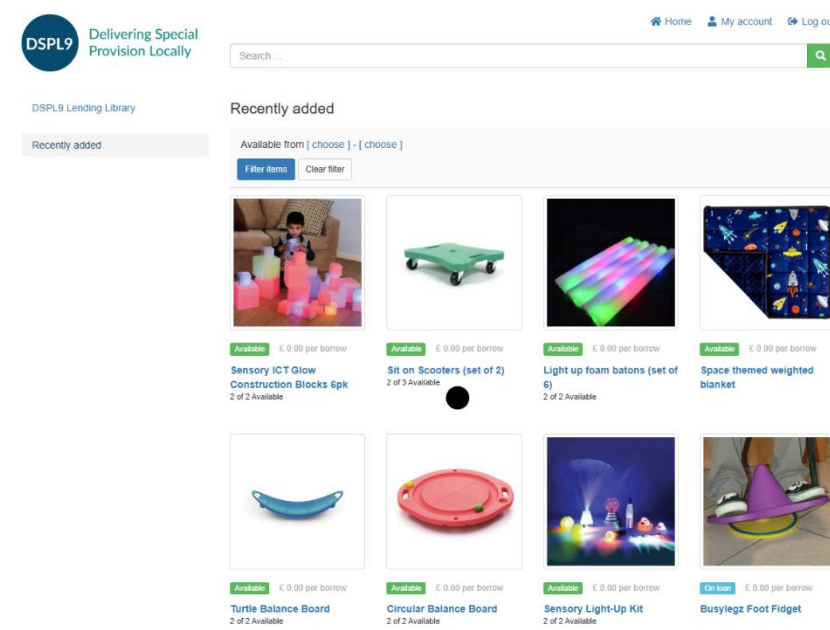 Home My account Log ou
DSPL9
Delivering Special
Provision Locally
Search ...
DSPL9 Lending Library
Recently added
Recently added
Available from [ choose ] - [ choose ]
Filter items Clear filter
Available £ 0.00 per borrow
Sensory ICT Glow
Construction Blocks 6pk
2 of 2 Available
Available £ 0.00 per borrow
Sit on Scooters (set of 2)
2 of 3 Available
Available £ 0.00 per borrow
Light up foam batons (set of
6)
2 of 2 Available
Available £ 0.00 per borrow
Space themed weighted
blanket
Available £ 0.00 per borrow
Turtle Balance Board
2 of 2 Available
Available £ 0.00 per borrow
Circular Balance Board
2 of 2 Available
Available £ 0.00 per borrow
Sensory Light-Up Kit
2 of 2 Available
On loan £ 0.00 per borrow
Busylegz Foot Fidget